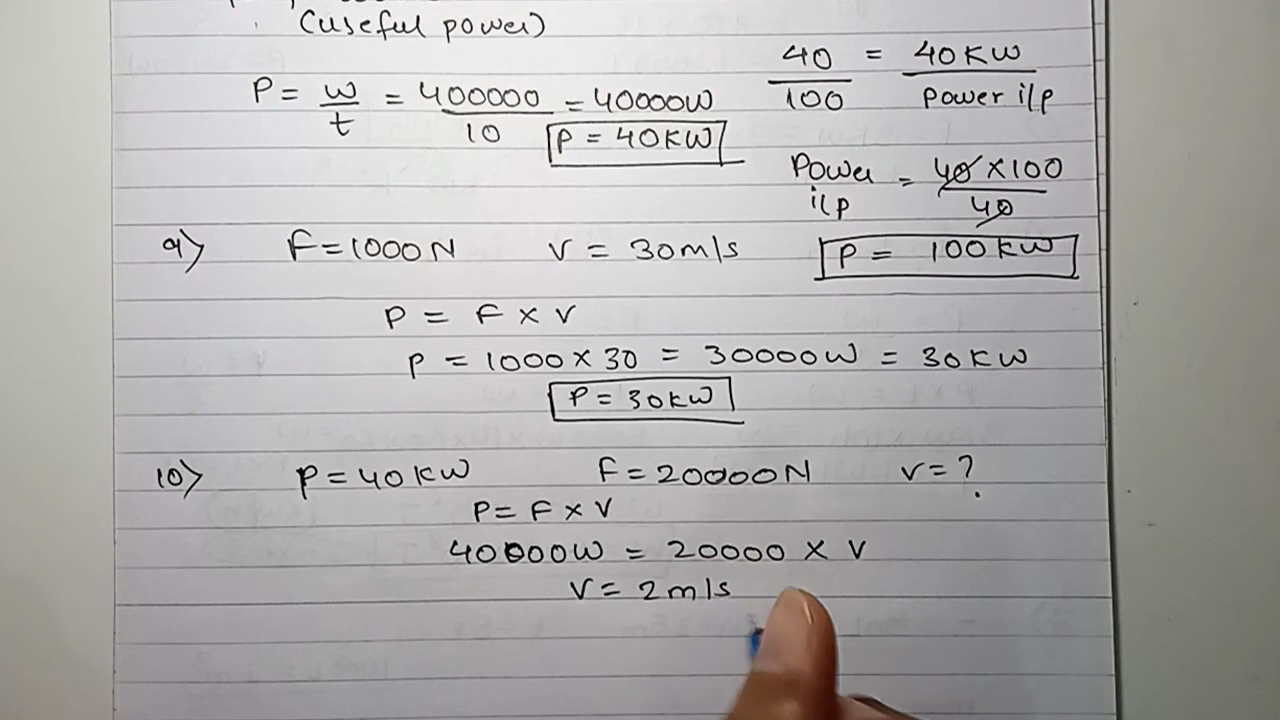 (useful power)
P = w/t = 400000/10 = 40000W
P = 40KW
40/100 = 40KW/Power i/p
Power i/p = 40×100/40
P = 100KW
9) F=1000N V = 30m/s
P = F × V
P = 1000 × 30 = 30000W = 30KW
P = 30KW
10) P=40KW F=20000N V=?
P= F × V
40000W = 20000 × V
V= 2m/s